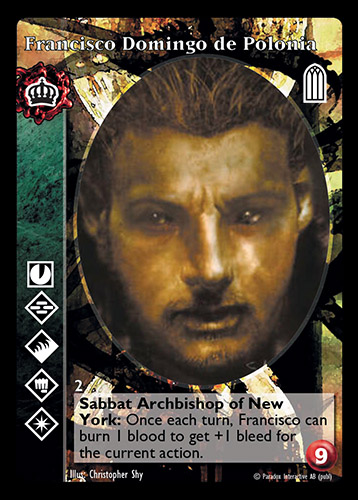 Francisco Domingo de Polonia
2
Sabbat Archbishop of New
York: Once each turn, Francisco can
burn 1 blood to get +1 bleed for
the current action.
9
Illus: Christopher Shy
© Paradox Interactive AB (publ)